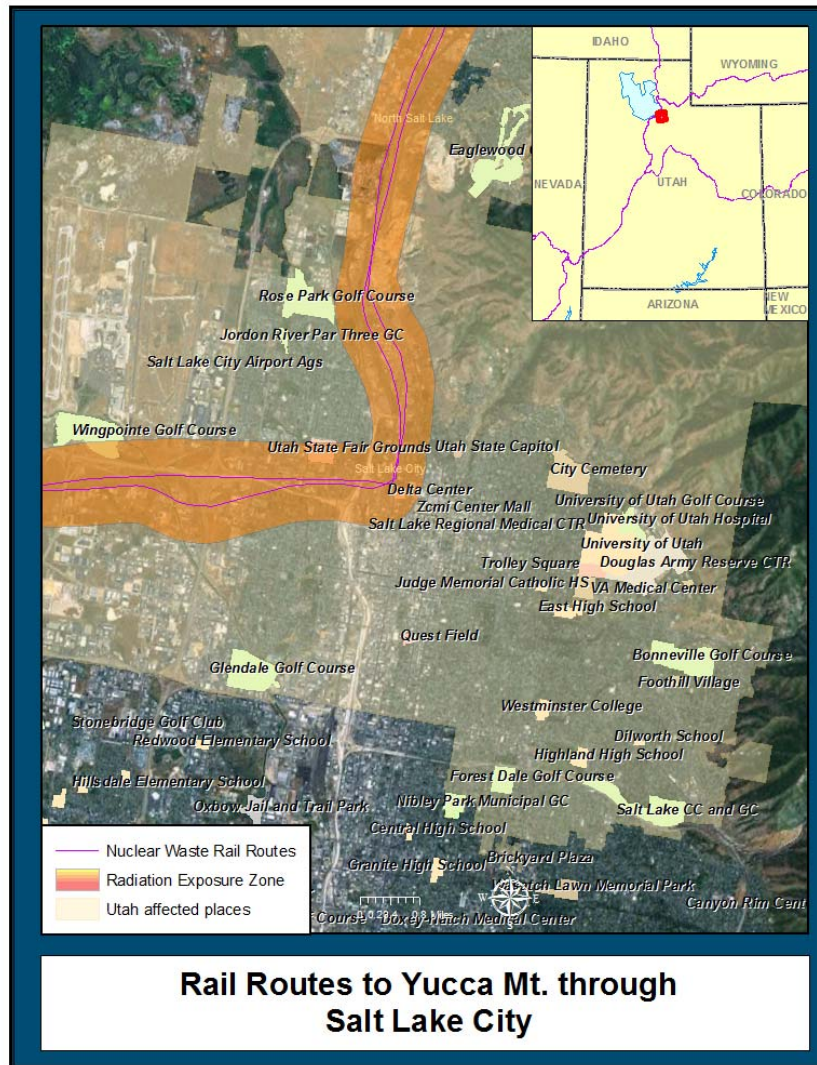 IDAHO
WYOMING
NEVADA
UTAH
COLORADO
ARIZONA
NEW
MEXICO
North Salt Lake
Eaglewood
Rose Park Golf Course
Jordon River Par Three GC
Salt Lake City Airport Ags
Wingpointe Golf Course
Utah State Fair Grounds
Utah State Capitol
Salt Lake City
City Cemetery
Delta Center
Zcmi Center Mall
University of Utah Golf Course
Salt Lake Regional Medical CTR
University of Utah Hospital
University of Utah
Trolley Square
Douglas Army Reserve CTR
Judge Memorial Catholic HS
VA Medical Center
East High School
Quest Field
Bonneville Golf Course
Glendale Golf Course
Foothill Village
Westminster College
Stonebridge Golf Club
Redwood Elementary School
Dilworth School
Highland High School
Hillsdale Elementary School
Forest Dale Golf Course
Oxbow Jail and Trail Park
Nibley Park Municipal GC
Salt Lake CC and GC
Central High School
Granite High School
Brickyard Plaza
Wasatch Lawn Memorial Park
Canyon Rim Cent
W E
S
Miles
Course
Doxey-Hatch Medical Center
Nuclear Waste Rail Routes
Radiation Exposure Zone
Utah affected places
Rail Routes to Yucca Mt. through
Salt Lake City